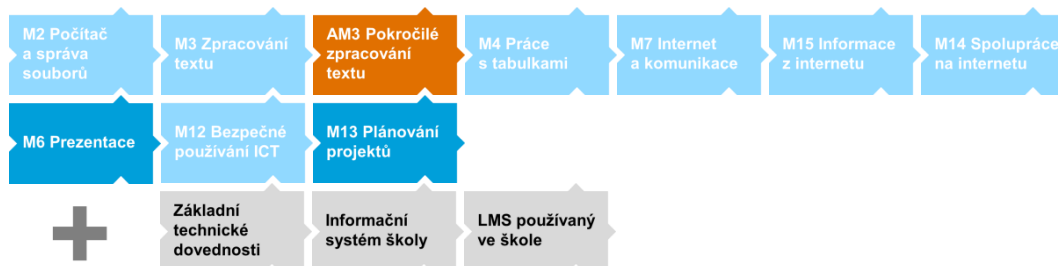 M2 Počítač
a správa
souborů
M3 Zpracování
textu
AM3 Pokročilé
zpracování
textu
M4 Práce
s tabulkami
M7 Internet
a komunikace
M15 Informace
z internetu
M14 Spolupráce
na internetu
M6 Prezentace
M12 Bezpečné
používání ICT
M13 Plánování
projektů
Základní
technické
dovednosti
Informační
systém školy
LMS používaný
ve škole